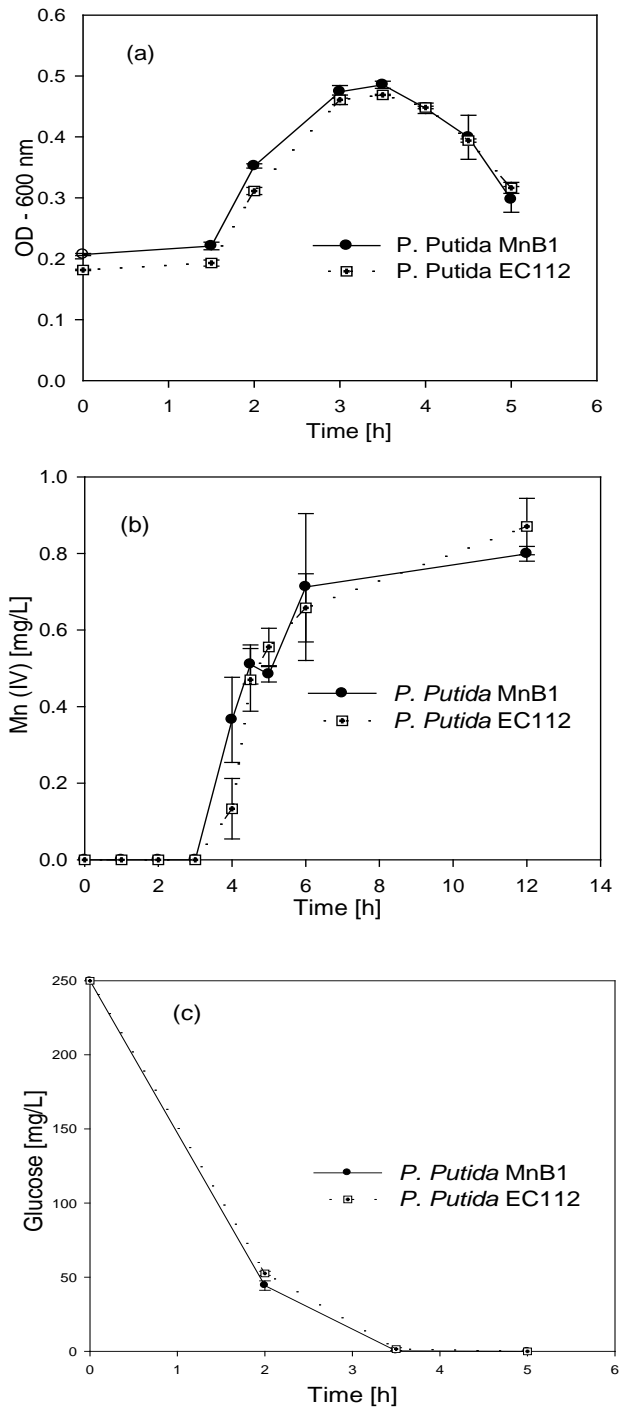 0.6
(a)
0.5
0.4
0.3
0.2
0.1
0.0
OD - 600 nm
P. Putida MnB1
P. Putida EC112
0 1 2 3 4 5 6
Time [h]
1.0
(b)
0.8
0.6
0.4
0.2
0.0
Mn (IV) [mg/L]
P. Putida MnB1
P. Putida EC112
0 2 4 6 8 10 12 14
Time [h]
250
(c)
200
150
100
50
0
Glucose [mg/L]
P. Putida MnB1
P. Putida EC112
0 1 2 3 4 5 6
Time [h]